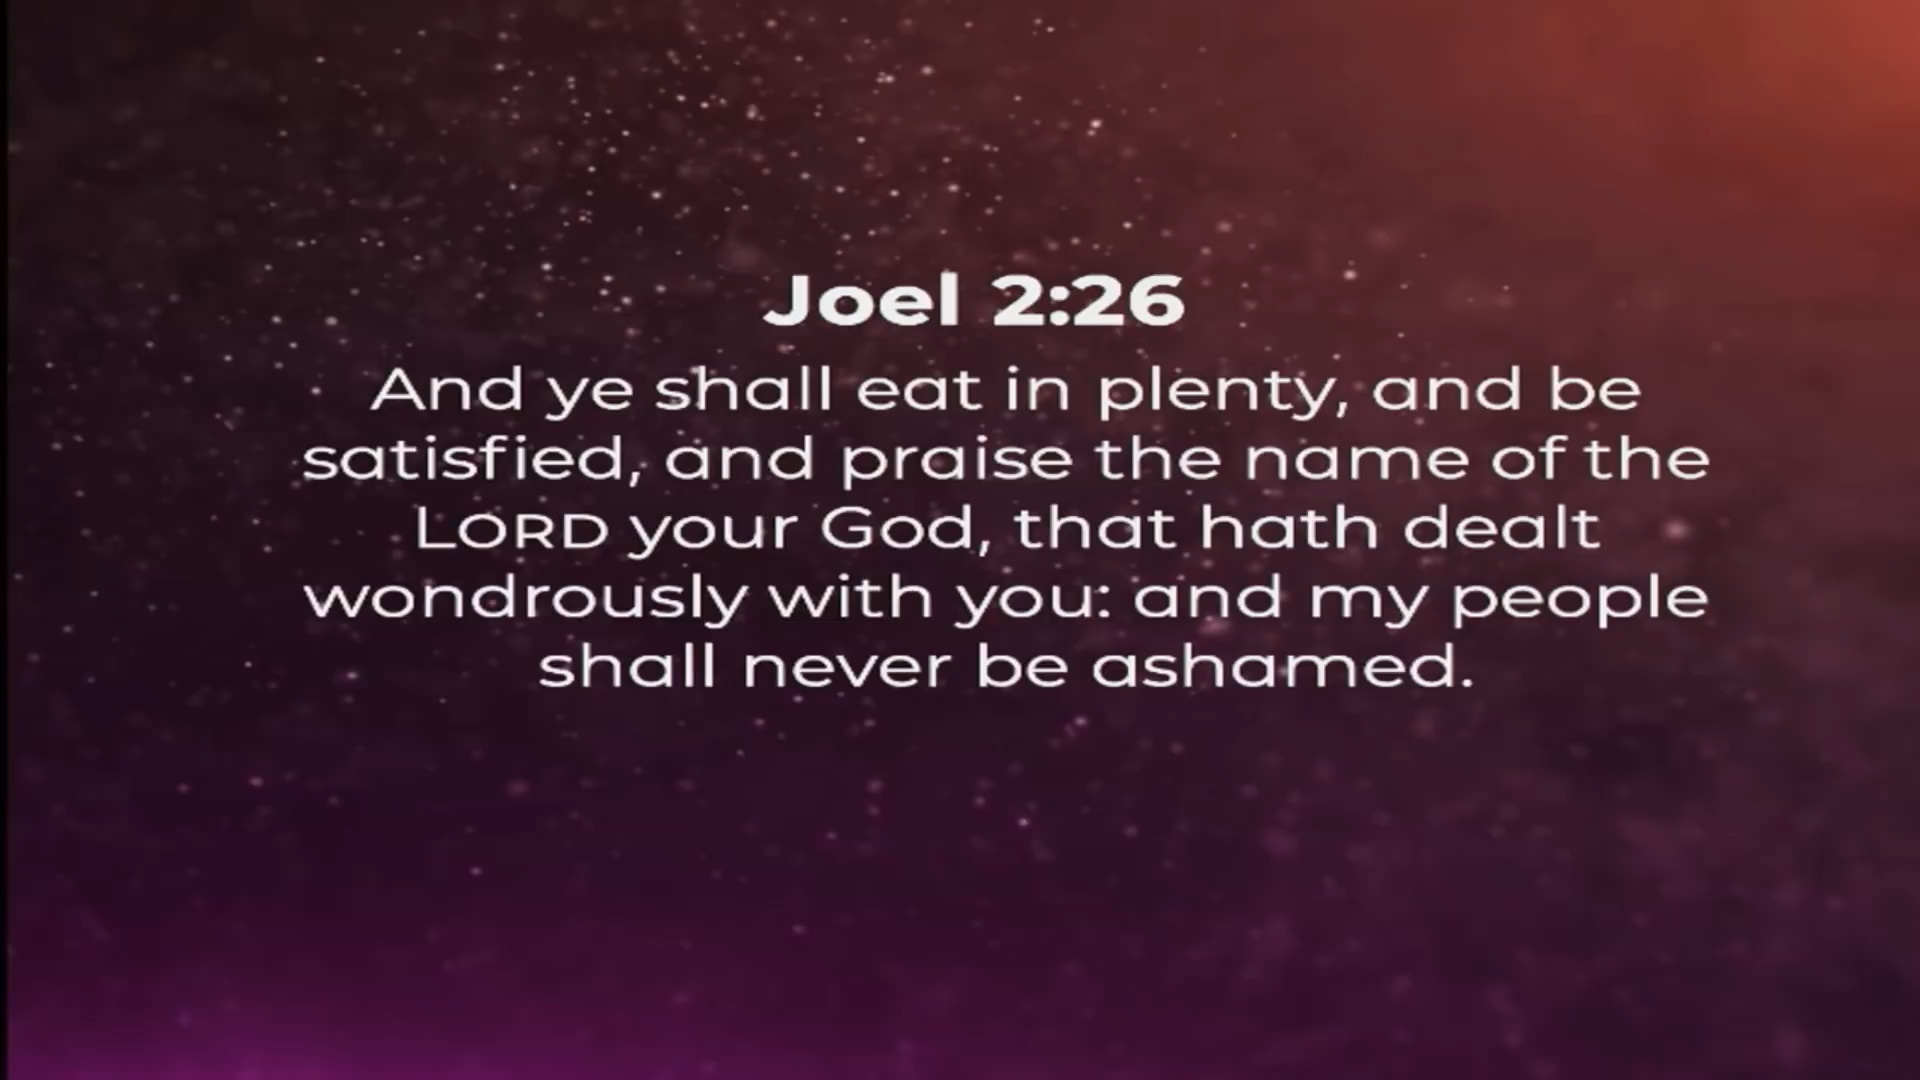 Joel 2:26
And ye shall eat in plenty, and be
satisfied, and praise the name of the
LORD your God, that hath dealt
wondrously with you: and my people
shall never be ashamed.